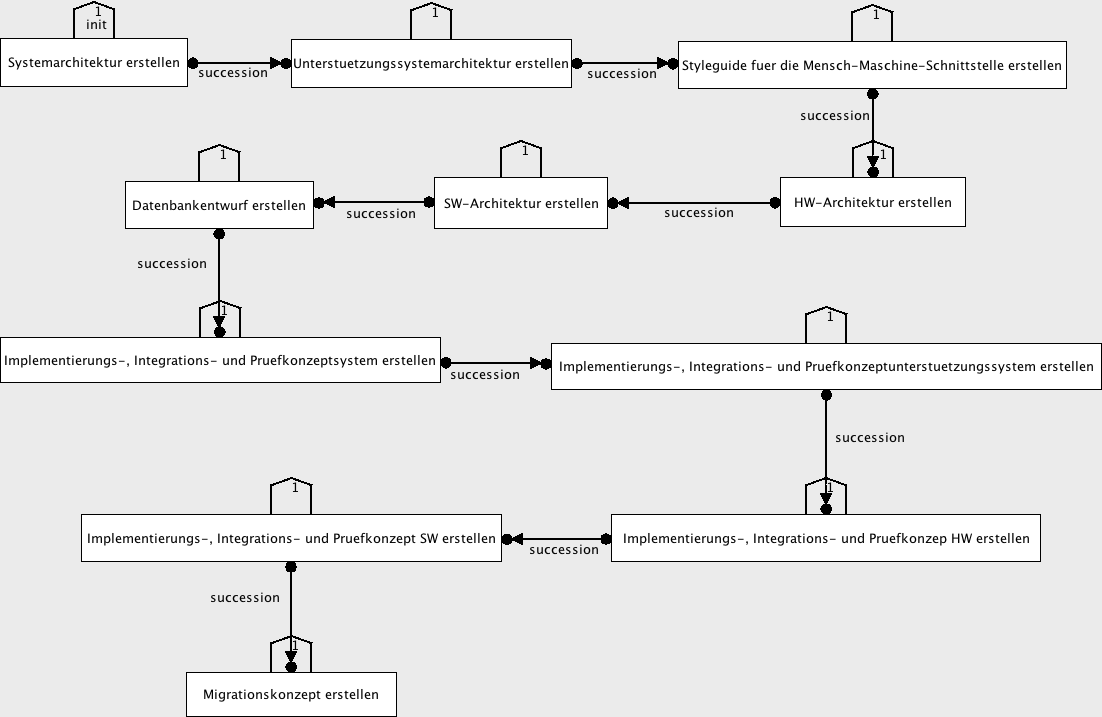 1
init
Systemarchitektur erstellen
succession
1
Unterstuetzungssystemarchitektur erstellen
succession
1
Styleguide fuer die Mensch-Maschine-Schnittstelle erstellen
succession
1
HW-Architektur erstellen
succession
1
SW-Architektur erstellen
succession
1
Datenbankentwurf erstellen
succession
1
Implementierungs-, Integrations- und Pruefkonzeptsystem erstellen
succession
1
Implementierungs-, Integrations- und Pruefkonzeptunterstuetzungssystem erstellen
succession
1
Implementierungs-, Integrations- und Pruefkonzep HW erstellen
succession
1
Implementierungs-, Integrations- und Pruefkonzept SW erstellen
succession
1
Migrationskonzept erstellen